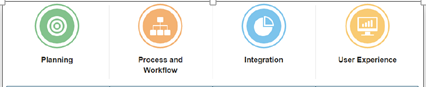 Planning
Process and
Workflow
Integration
User Experience